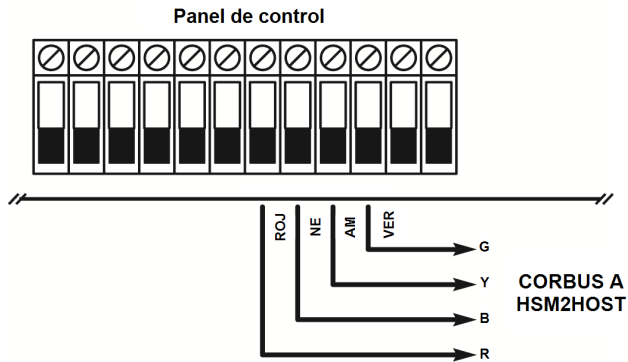 Panel de control
ROJ
NE
AM
VER
G
Y
B
R
CORBUS A
HSM2HOST